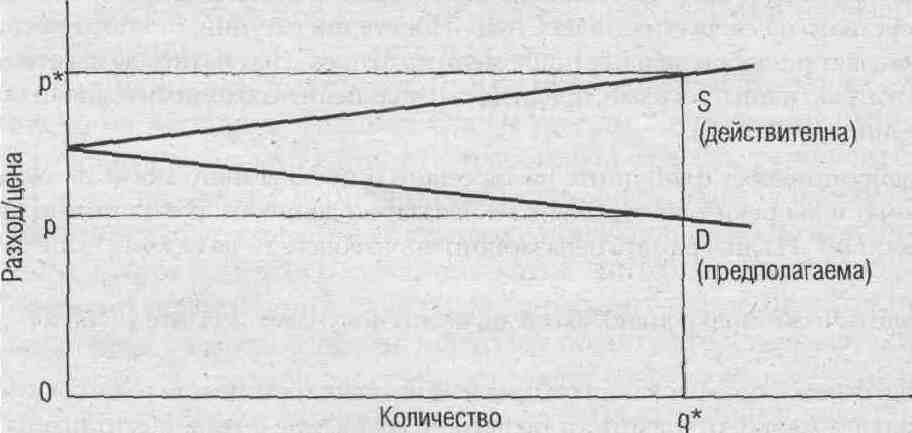 p*
S
(действителна)
p
D
(предполагаема)
Разход/цена
0
Количество
q*